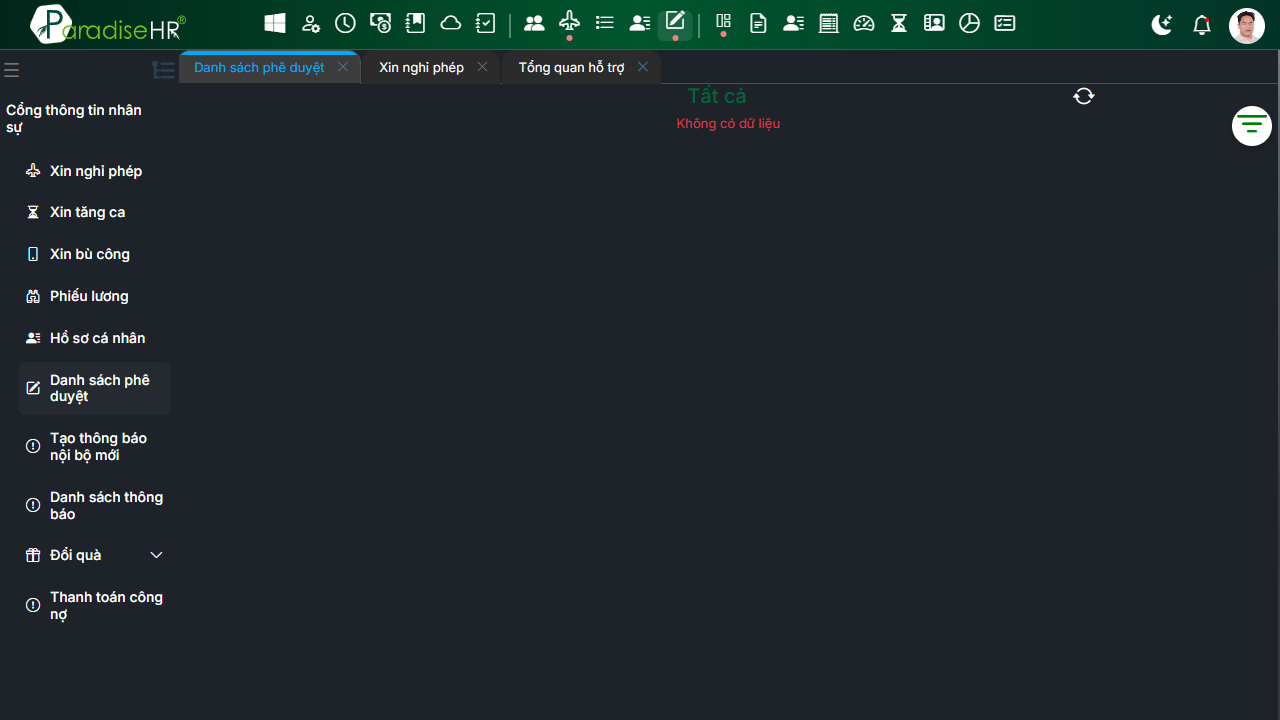 ParadiseHR®
Danh sách phê duyệt
Xin nghỉ phép
Tổng quan hỗ trợ
Tất cả
Không có dữ liệu
Cổng thông tin nhân
sự
Xin nghỉ phép
Xin tăng ca
Xin bù công
Phiếu lương
Hồ sơ cá nhân
Danh sách phê
duyệt
Tạo thông báo
nội bộ mới
Danh sách thông
báo
Đổi quà
Thanh toán công
nợ